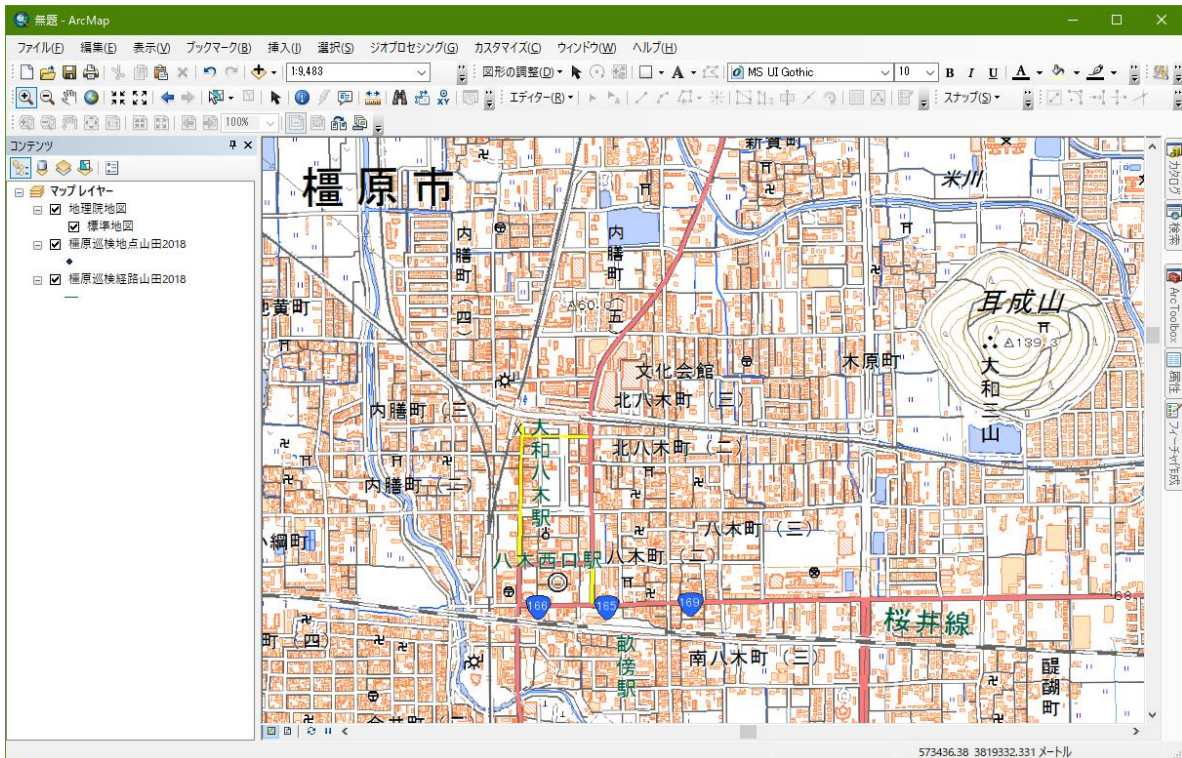 無題 - ArcMap
ファイル(F) 編集(E) 表示(V) ブックマーク(B) 挿入(I) 選択(S) ジオプロセシング(G) カスタマイズ(C) ウィンドウ(W) ヘルプ(H)
1:9,483
図形の調整(D)
A
MS UI Gothic
10
B I U A
エディター(R)
スナップ(S)
100%
コンテンツ
マップ レイヤー
地理院地図
標準地図
橿原巡検地点山田2018
橿原巡検経路山田2018
カタログ
検索
ArcToolbox
属性
フィーチャ作成
新賀町
橿原市
米川
内膳町(四)
内膳町(五)
60.9
耳成山
139.3
大和三山
木原町
文化会館
北八木町(三)
内膳町(三)
大和八木駅
北八木町(二)
内膳町(二)
八木町(三)
八木西口駅
八木町(二)
166
165
169
68
桜井線
畝傍駅
南八木町(三)
醍醐町
573436.38 3819332.331 メートル